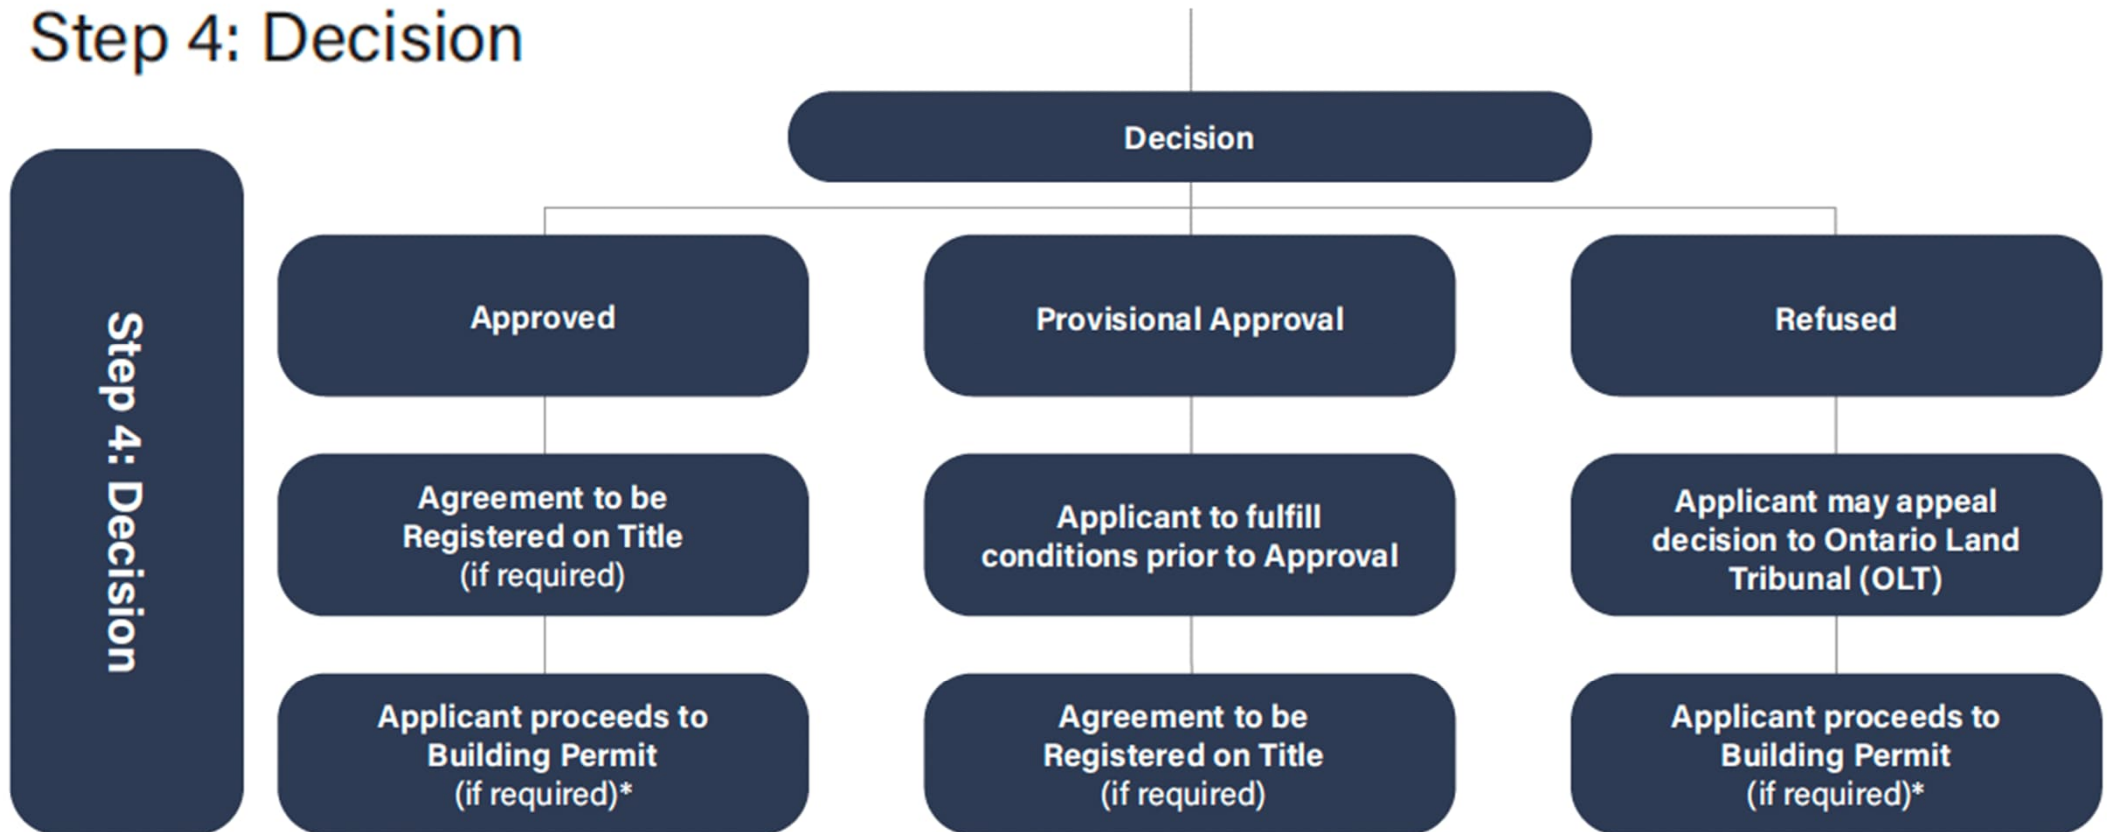 Step 4: Decision
Decision
Step 4: Decision
Approved
Provisional Approval
Refused
Agreement to be
Registered on Title
(if required)
Applicant to fulfill
conditions prior to Approval
Applicant may appeal
decision to Ontario Land
Tribunal (OLT)
Applicant proceeds to
Building Permit
(if required)*
Agreement to be
Registered on Title
(if required)
Applicant proceeds to
Building Permit
(if required)*